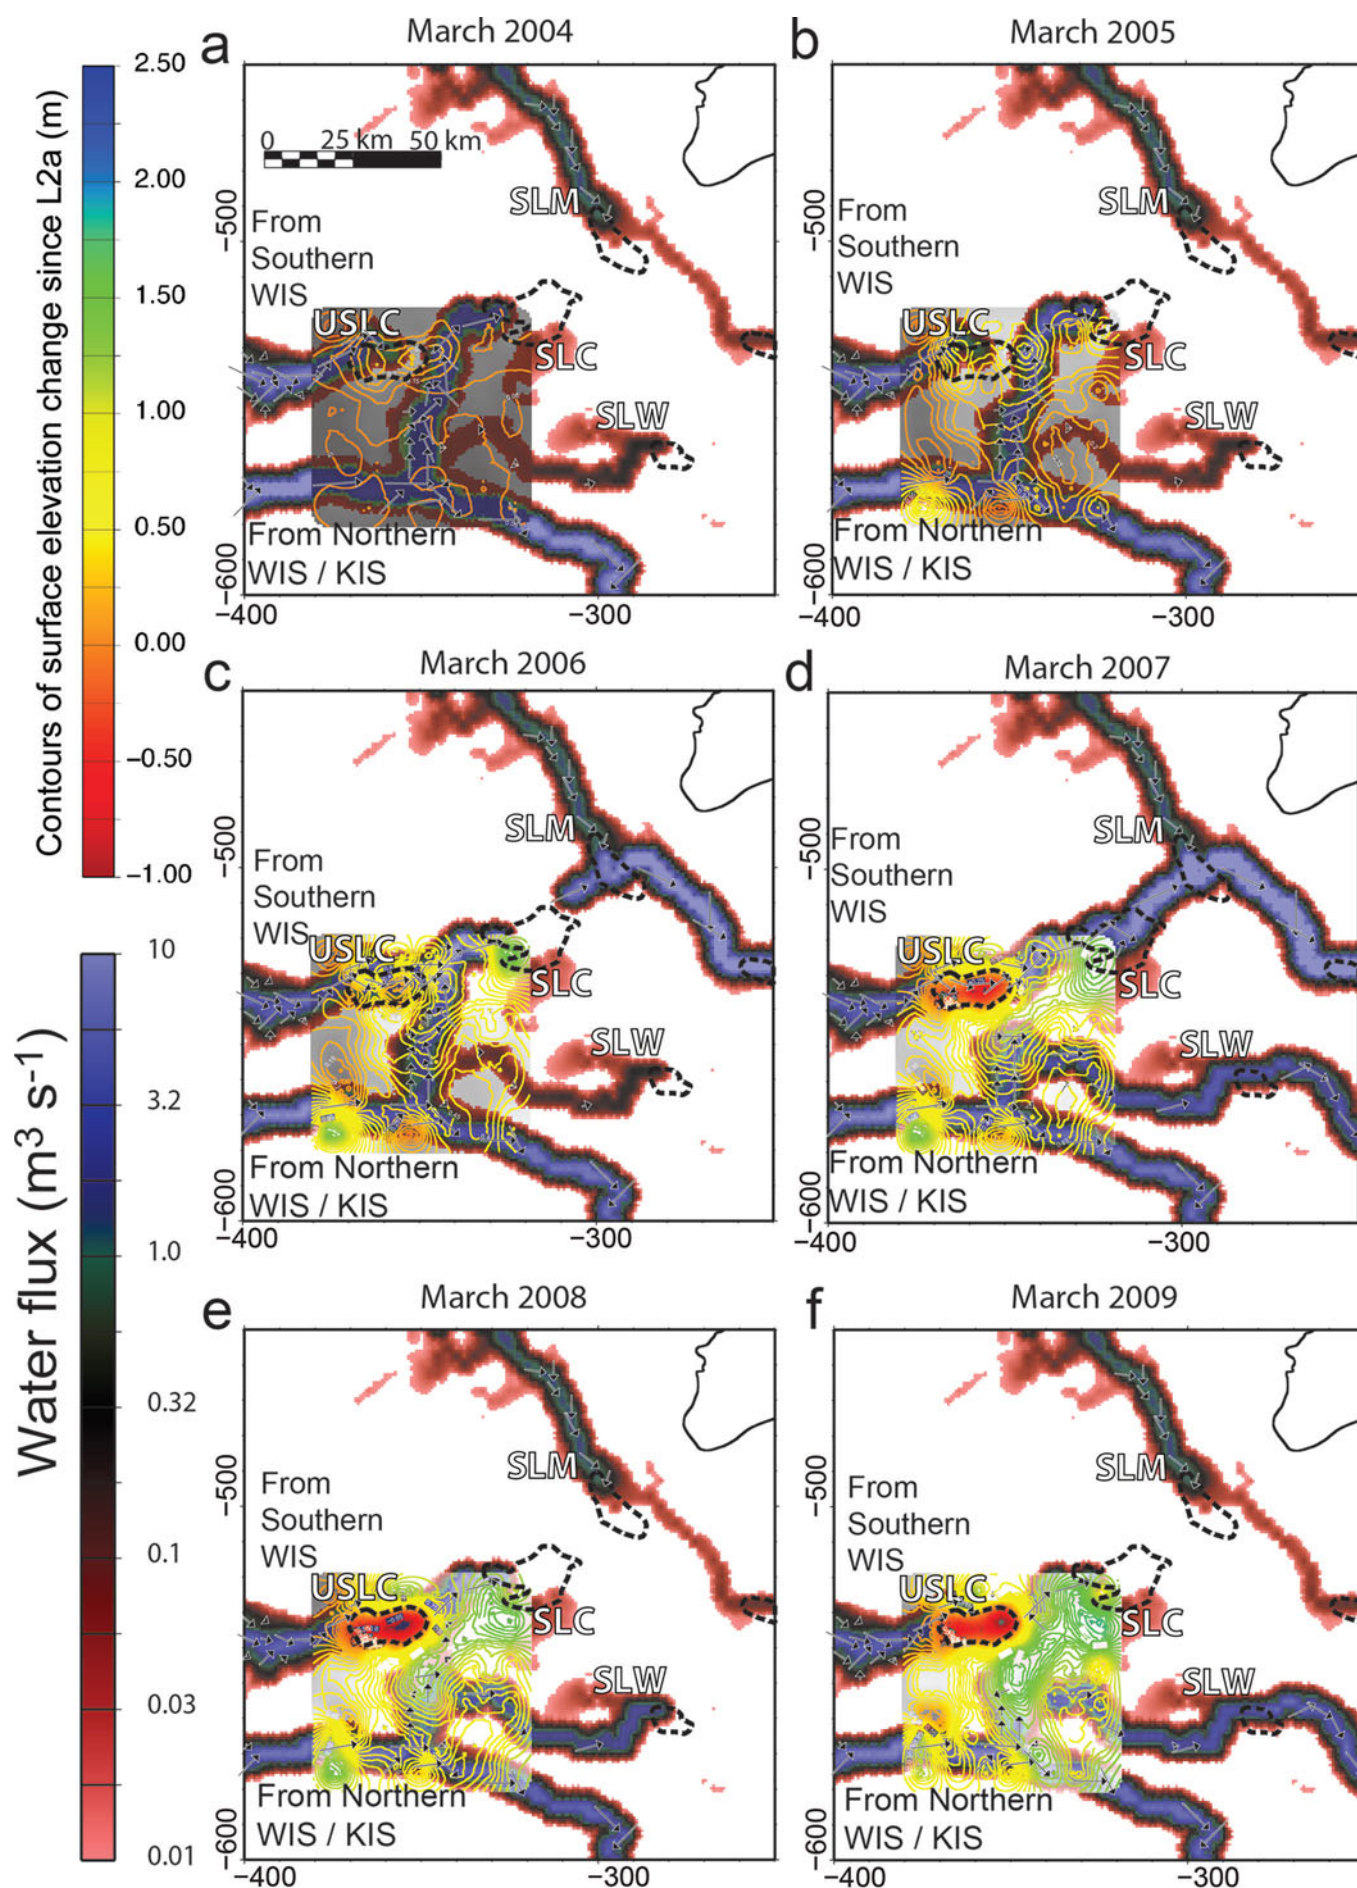 Contours of surface elevation change since L2a (m)
2.50
2.00
1.50
1.00
0.50
0.00
−0.50
−1.00
Water flux (m³ s⁻¹)
10
3.2
1.0
0.32
0.1
0.03
0.01
a
March 2004
0 25 km 50 km
SLM
−500
From
Southern
WIS
USLC
SLC
SLW
From Northern
WIS / KIS
−600
−400
−300
b
March 2005
SLM
−500
From
Southern
WIS
USLC
SLC
SLW
From Northern
WIS / KIS
−600
−400
−300
c
March 2006
SLM
−500
From
Southern
WIS
USLC
SLC
SLW
From Northern
WIS / KIS
−600
−400
−300
d
March 2007
SLM
−500
From
Southern
WIS
USLC
SLC
SLW
From Northern
WIS / KIS
−600
−400
−300
e
March 2008
SLM
−500
From
Southern
WIS
USLC
SLC
SLW
From Northern
WIS / KIS
−600
−400
−300
f
March 2009
SLM
−500
From
Southern
WIS
USLC
SLC
SLW
From Northern
WIS / KIS
−600
−400
−300